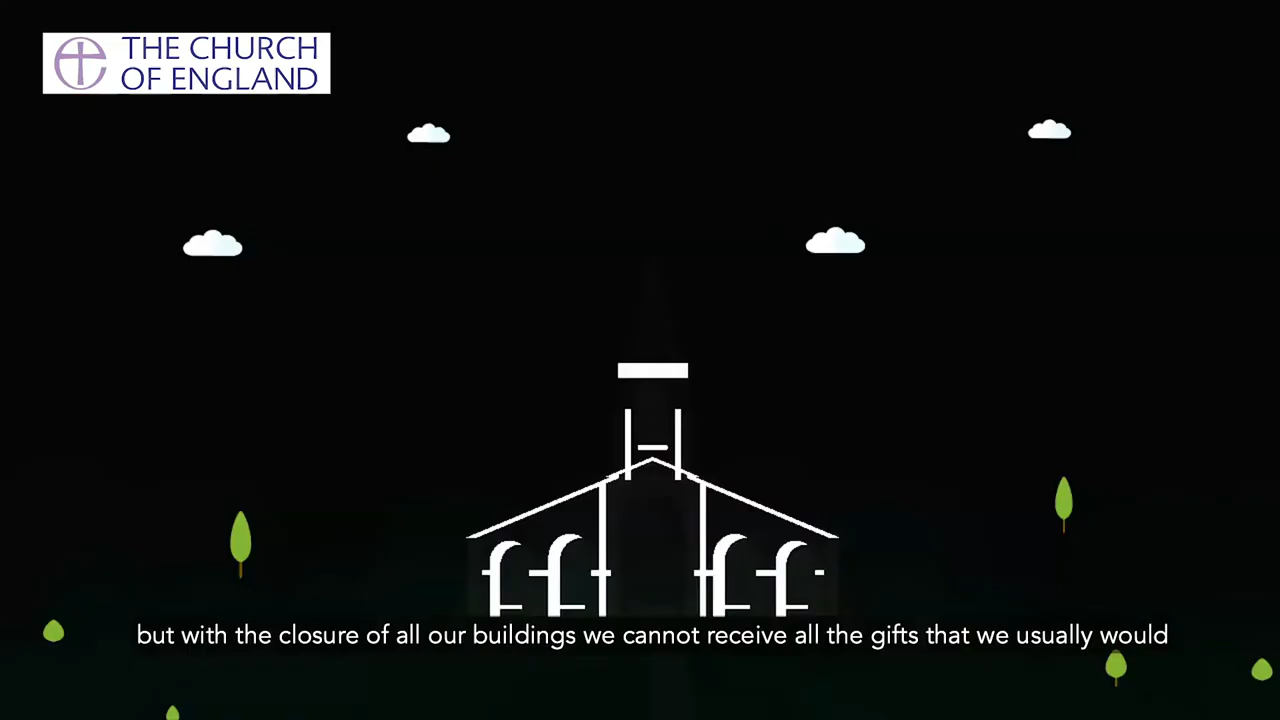 THE CHURCH
OF ENGLAND
but with the closure of all our buildings we cannot receive all the gifts that we usually would